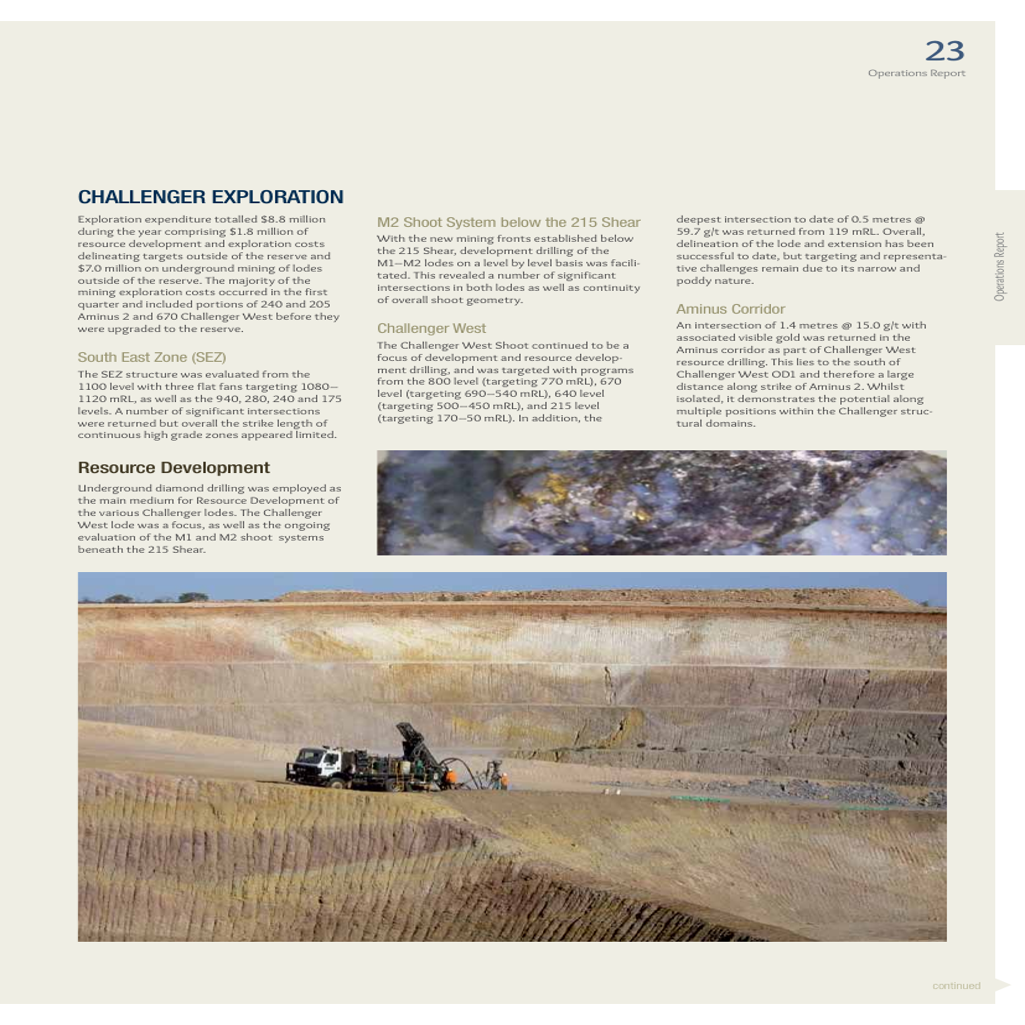 23
Operations Report
CHALLENGER EXPLORATION
Exploration expenditure totalled $8.8 million
during the year comprising $1.8 million of
resource development and exploration costs
delineating targets outside of the reserve and
$7.0 million on underground mining of lodes
outside of the reserve. The majority of the
mining exploration costs occurred in the first
quarter and included portions of 240 and 205
Aminus 2 and 670 Challenger West before they
were upgraded to the reserve.
South East Zone (SEZ)
The SEZ structure was evaluated from the
1100 level with three flat fans targeting 1080–
1120 mRL, as well as the 940, 280, 240 and 175
levels. A number of significant intersections
were returned but overall the strike length of
continuous high grade zones appeared limited.
Resource Development
Underground diamond drilling was employed as
the main medium for Resource Development of
the various Challenger lodes. The Challenger
West lode was a focus, as well as the ongoing
evaluation of the M1 and M2 shoot systems
beneath the 215 Shear.
M2 Shoot System below the 215 Shear
With the new mining fronts established below
the 215 Shear, development drilling of the
M1–M2 lodes on a level by level basis was facili-
tated. This revealed a number of significant
intersections in both lodes as well as continuity
of overall shoot geometry.
Challenger West
The Challenger West Shoot continued to be a
focus of development and resource develop-
ment drilling, and was targeted with programs
from the 800 level (targeting 770 mRL), 670
level (targeting 690–540 mRL), 640 level
(targeting 500–450 mRL), and 215 level
(targeting 170–50 mRL). In addition, the
deepest intersection to date of 0.5 metres @
59.7 g/t was returned from 119 mRL. Overall,
delineation of the lode and extension has been
successful to date, but targeting and representa-
tive challenges remain due to its narrow and
poddy nature.
Aminus Corridor
An intersection of 1.4 metres @ 15.0 g/t with
associated visible gold was returned in the
Aminus corridor as part of Challenger West
resource drilling. This lies to the south of
Challenger West OD1 and therefore a large
distance along strike of Aminus 2. Whilst
isolated, it demonstrates the potential along
multiple positions within the Challenger struc-
tural domains.
Operations Report
continued